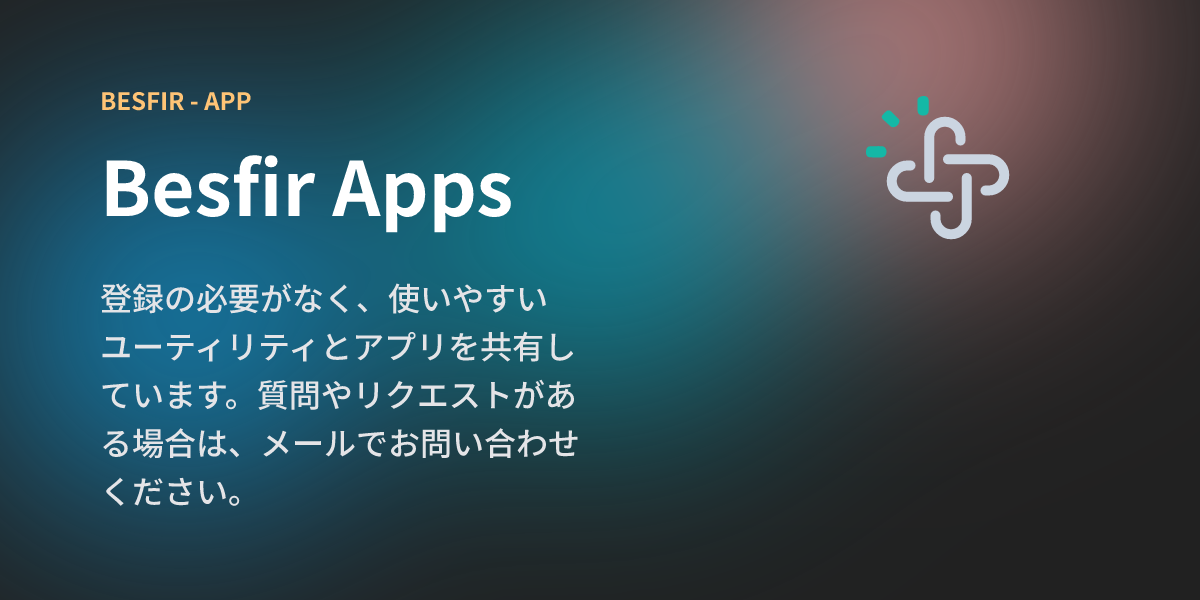 BESFIR - APP
Besfir Apps
登録の必要がなく、使いやすい
ユーティリティとアプリを共有し
ています。質問やリクエストがあ
る場合は、メールでお問い合わせ
ください。